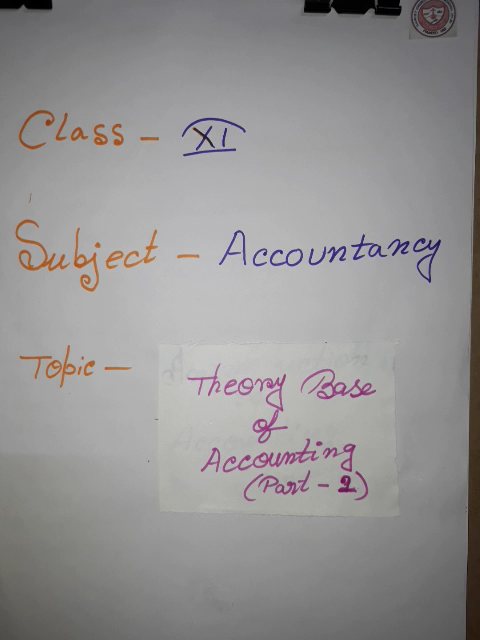 Class - XI
Subject - Accountancy
Topic -
Theory Base
of
Accounting
(Part - 2)